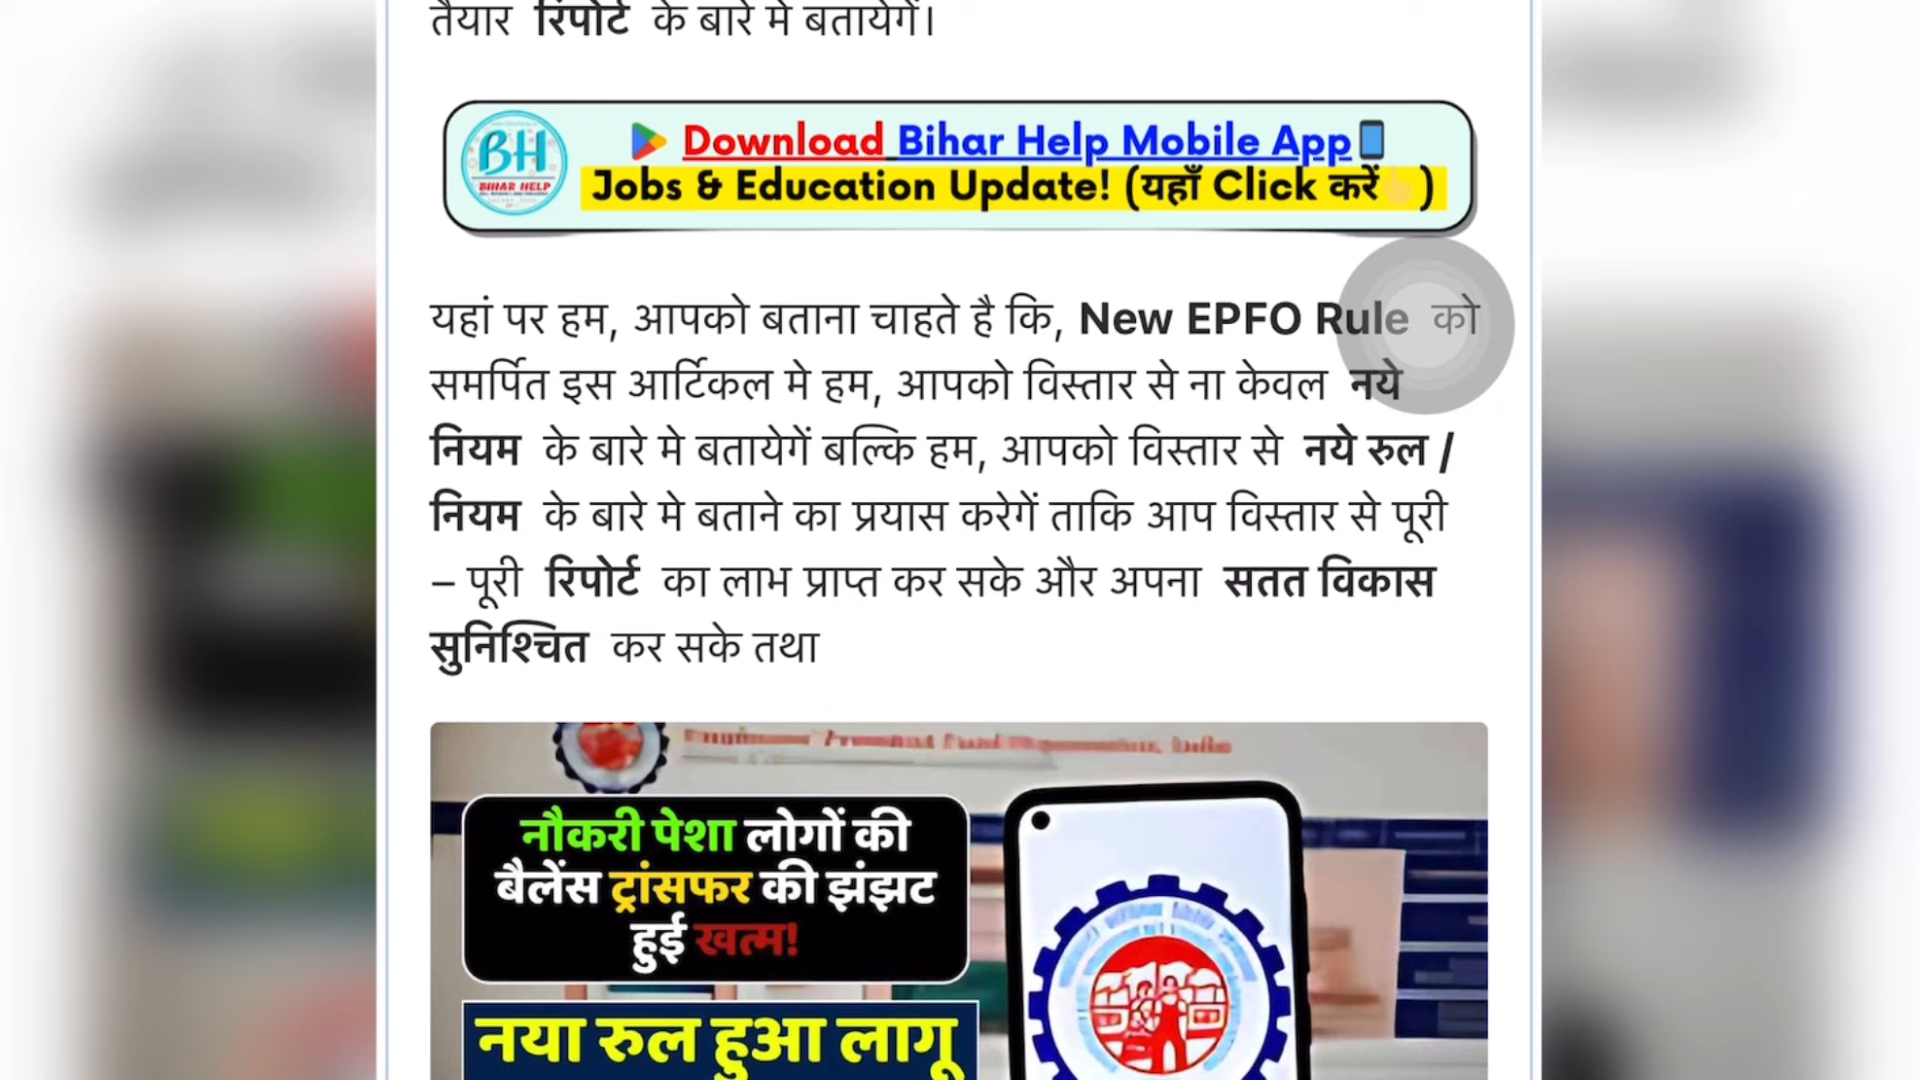 तैयार रिपोर्ट के बारे मे बतायेगें।
BH
BIHAR HELP
Download Bihar Help Mobile App
Jobs & Education Update! (यहाँ Click करें )
यहां पर हम, आपको बताना चाहते है कि, New EPFO Rule को
समर्पित इस आर्टिकल मे हम, आपको विस्तार से ना केवल नये
नियम के बारे मे बतायेगें बल्कि हम, आपको विस्तार से नये रुल /
नियम के बारे मे बताने का प्रयास करेगें ताकि आप विस्तार से पूरी
– पूरी रिपोर्ट का लाभ प्राप्त कर सके और अपना सतत विकास
सुनिश्चित कर सके तथा
नौकरी पेशा लोगों की
बैलेंस ट्रांसफर की झंझट
हुई खत्म!
नया रुल हुआ लागू